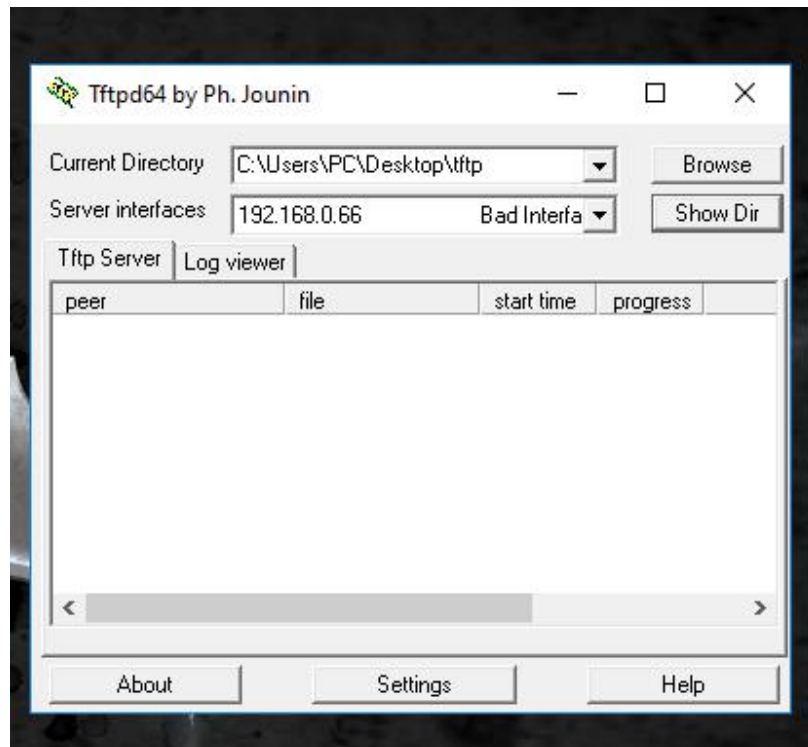 Tftpd64 by Ph. Jounin
Current Directory C:\Users\PC\Desktop\tftp Browse
Server interfaces 192.168.0.66 Bad Interfa Show Dir
Tftp Server Log viewer
peer file start time progress
About Settings Help